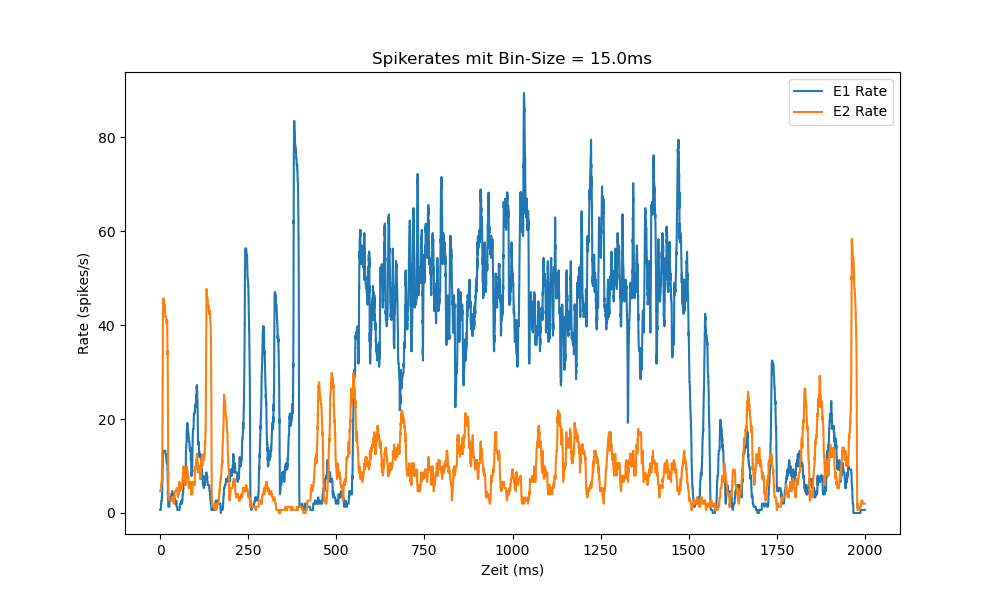 Spikerates mit Bin-Size = 15.0ms
E1 Rate
E2 Rate
80
60
40
20
0
Rate (spikes/s)
0 250 500 750 1000 1250 1500 1750 2000
Zeit (ms)